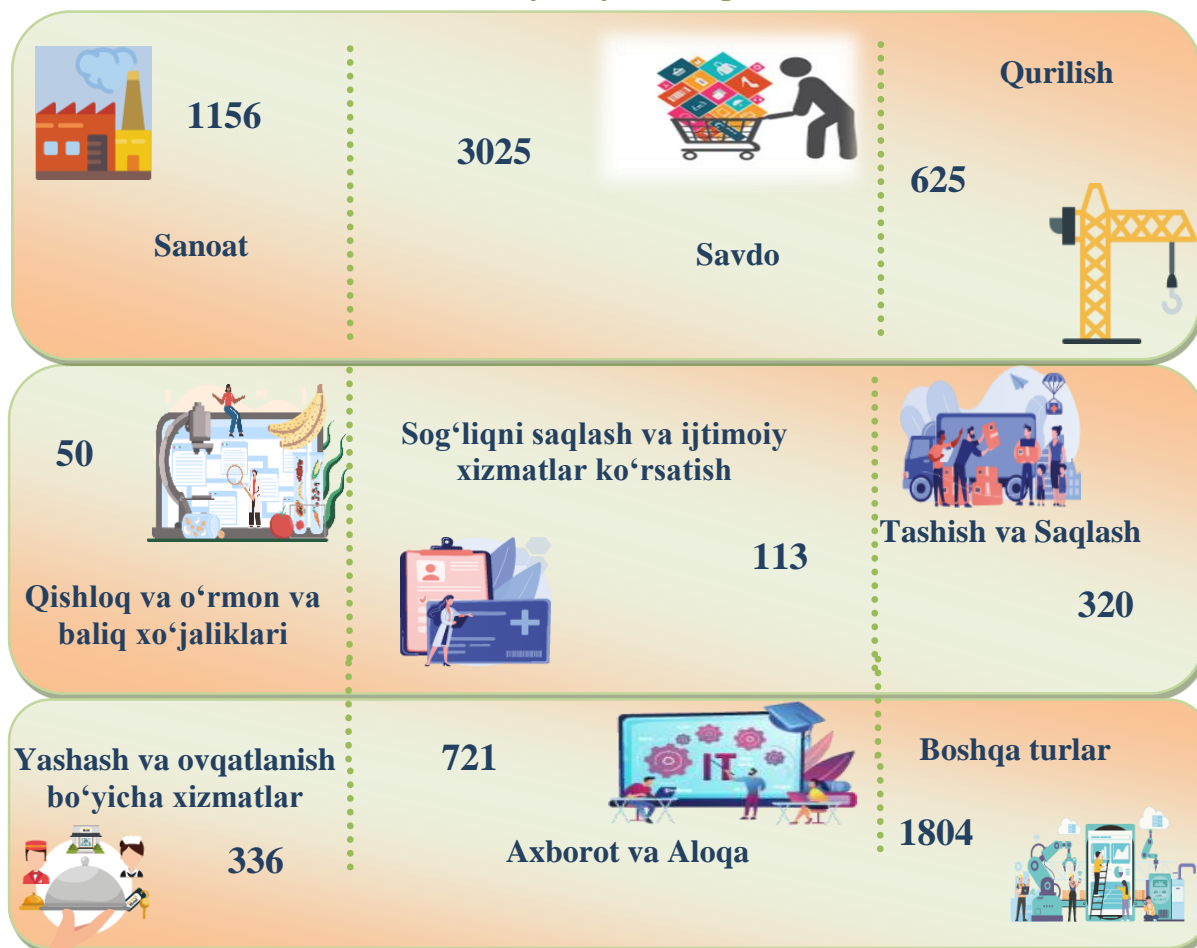 1156
Sanoat
3025
Savdo
Qurilish
625
50
Qishloq va o‘rmon va
baliq xo‘jaliklari
Sog‘liqni saqlash va ijtimoiy
xizmatlar ko‘rsatish
113
Tashish va Saqlash
320
Yashash va ovqatlanish
bo‘yicha xizmatlar
336
721
IT
Axborot va Aloqa
Boshqa turlar
1804